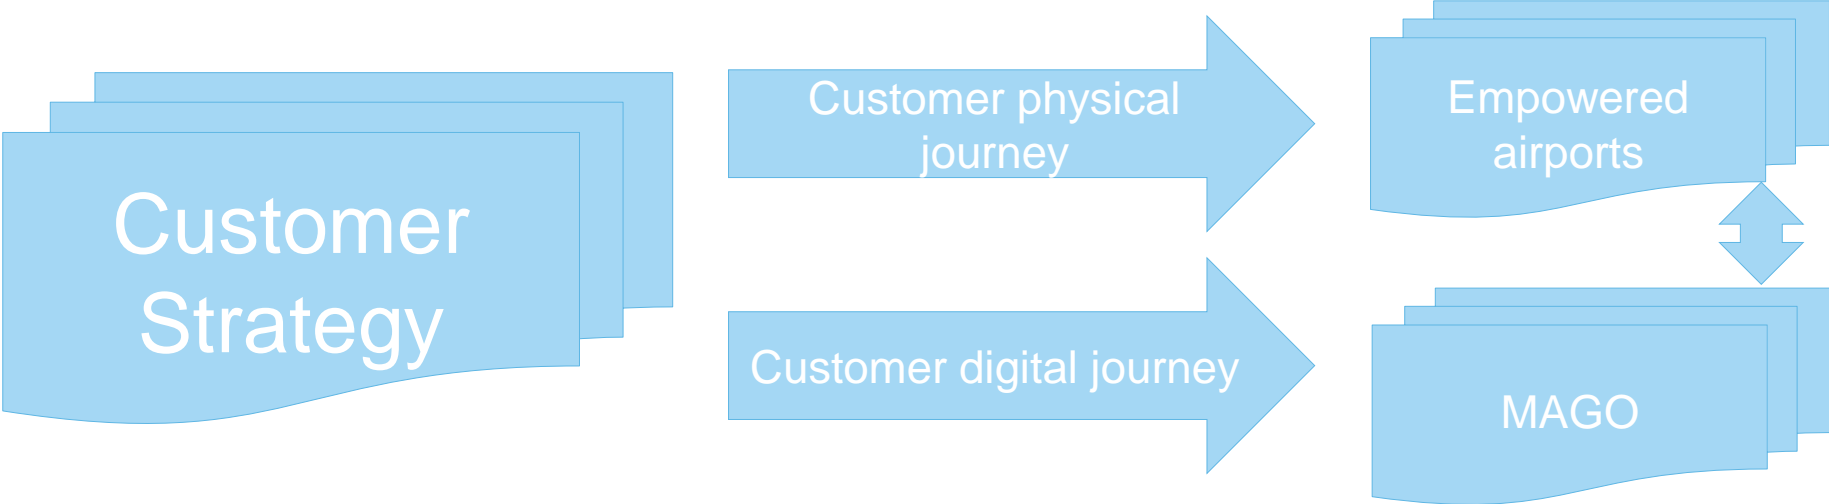 Customer
Strategy
Customer physical
journey
Customer digital journey
Empowered
airports
MAGO